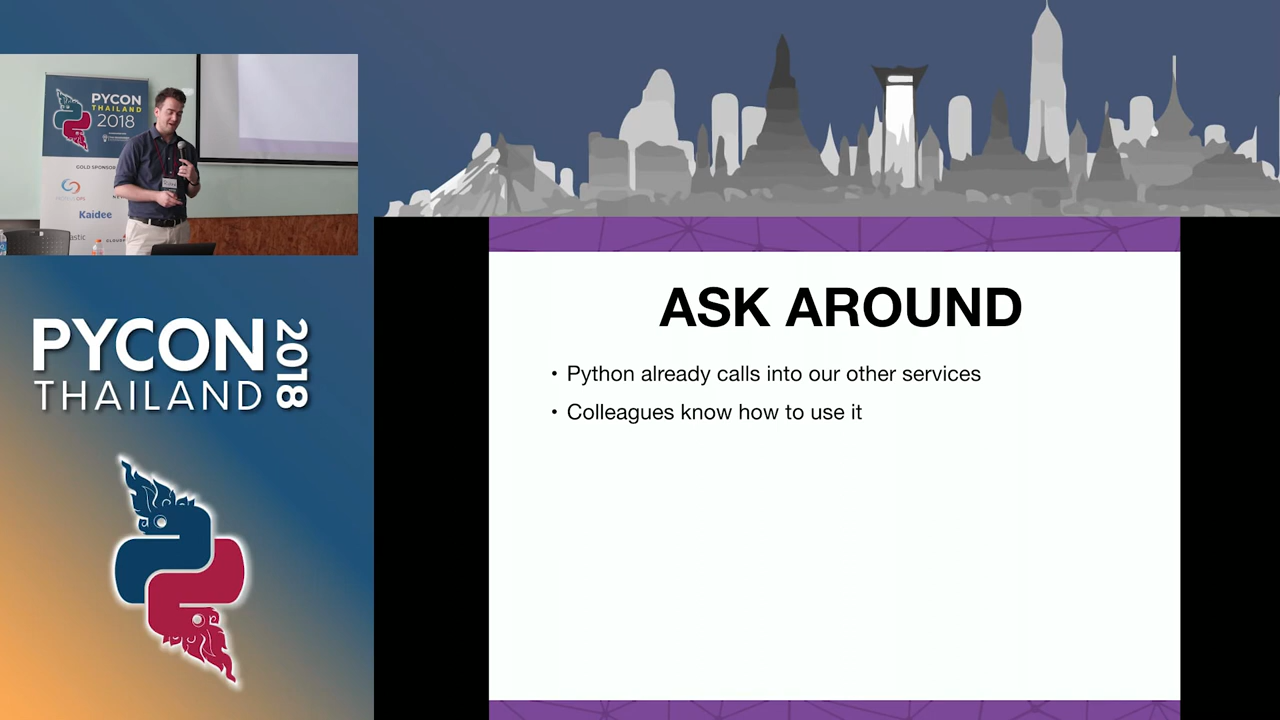 PYCON
THAILAND
2018
GOLD SPONSOR
Kaidee
PYCON
THAILAND
2018
ASK AROUND
• Python already calls into our other services
• Colleagues know how to use it